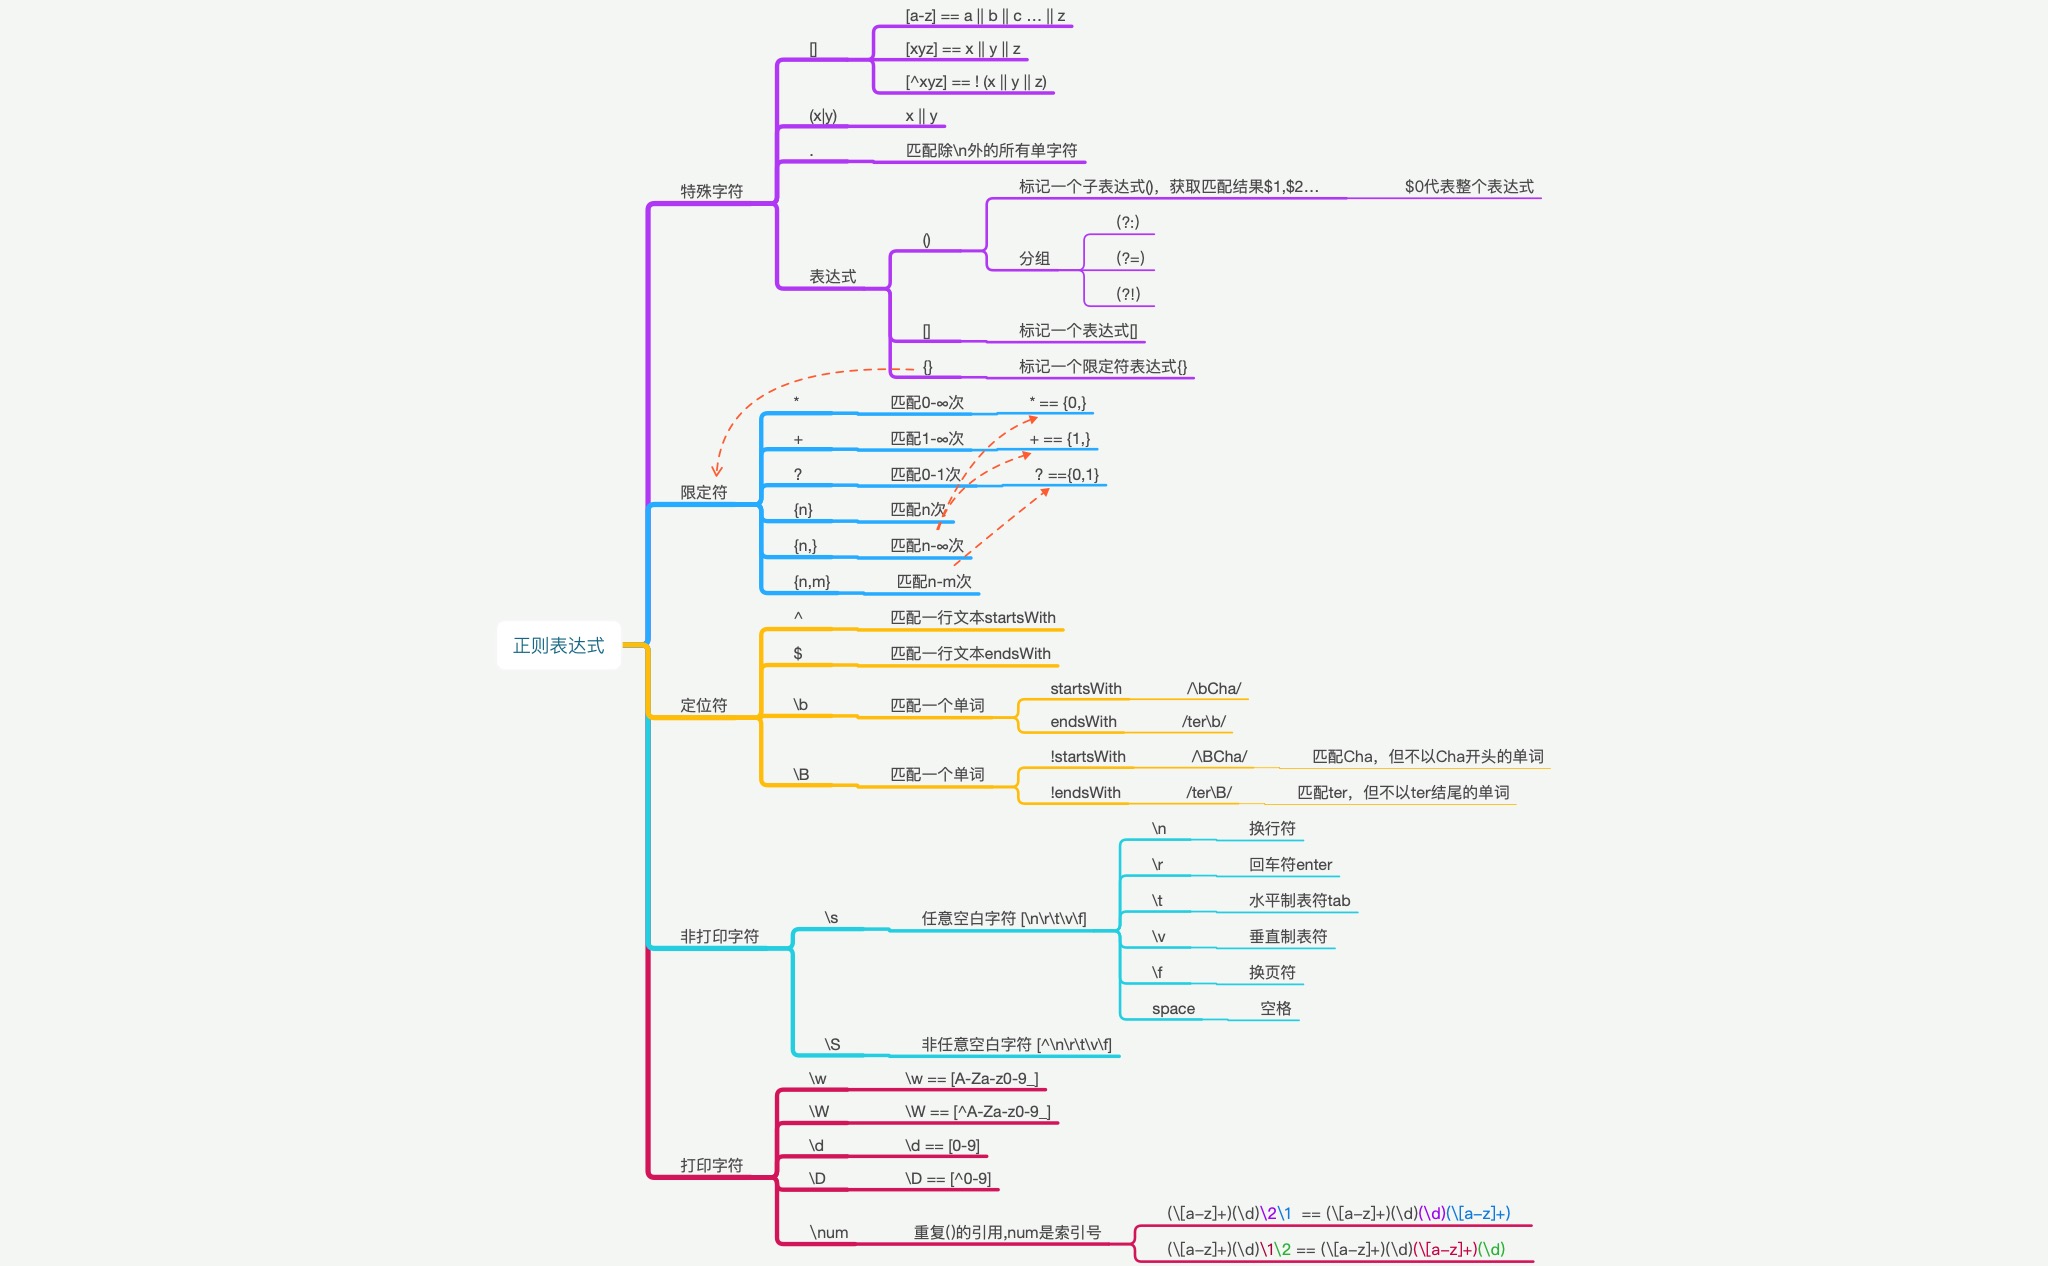 正则表达式
特殊字符
[]
[a-z] == a || b || c … || z
[xyz] == x || y || z
[^xyz] == ! (x || y || z)
(x|y)
x || y
.
匹配除\n外的所有单字符
表达式
()
标记一个子表达式()，获取匹配结果$1,$2…
$0代表整个表达式
分组
(?:)
(?=)
(?!)
[]
标记一个表达式[]
{}
标记一个限定符表达式{}
限定符
*
匹配0-∞次
* == {0,}
+
匹配1-∞次
+ == {1,}
?
匹配0-1次
? =={0,1}
{n}
匹配n次
{n,}
匹配n-∞次
{n,m}
匹配n-m次
定位符
^
匹配一行文本startsWith
$
匹配一行文本endsWith
\b
匹配一个单词
startsWith
/\bCha/
endsWith
/ter\b/
\B
匹配一个单词
!startsWith
/\BCha/
匹配Cha，但不以Cha开头的单词
!endsWith
/ter\B/
匹配ter，但不以ter结尾的单词
非打印字符
\s
任意空白字符 [\n\r\t\v\f]
\n
换行符
\r
回车符enter
\t
水平制表符tab
\v
垂直制表符
\f
换页符
space
空格
\S
非任意空白字符 [^\n\r\t\v\f]
打印字符
\w
\w == [A-Za-z0-9_]
\W
\W == [^A-Za-z0-9_]
\d
\d == [0-9]
\D
\D == [^0-9]
\num
重复()的引用,num是索引号
(\[a–z]+)(\d)\2\1 == (\[a–z]+)(\d)(\d)(\[a–z]+)
(\[a–z]+)(\d)\1\2 == (\[a–z]+)(\d)(\[a–z]+)(\d)